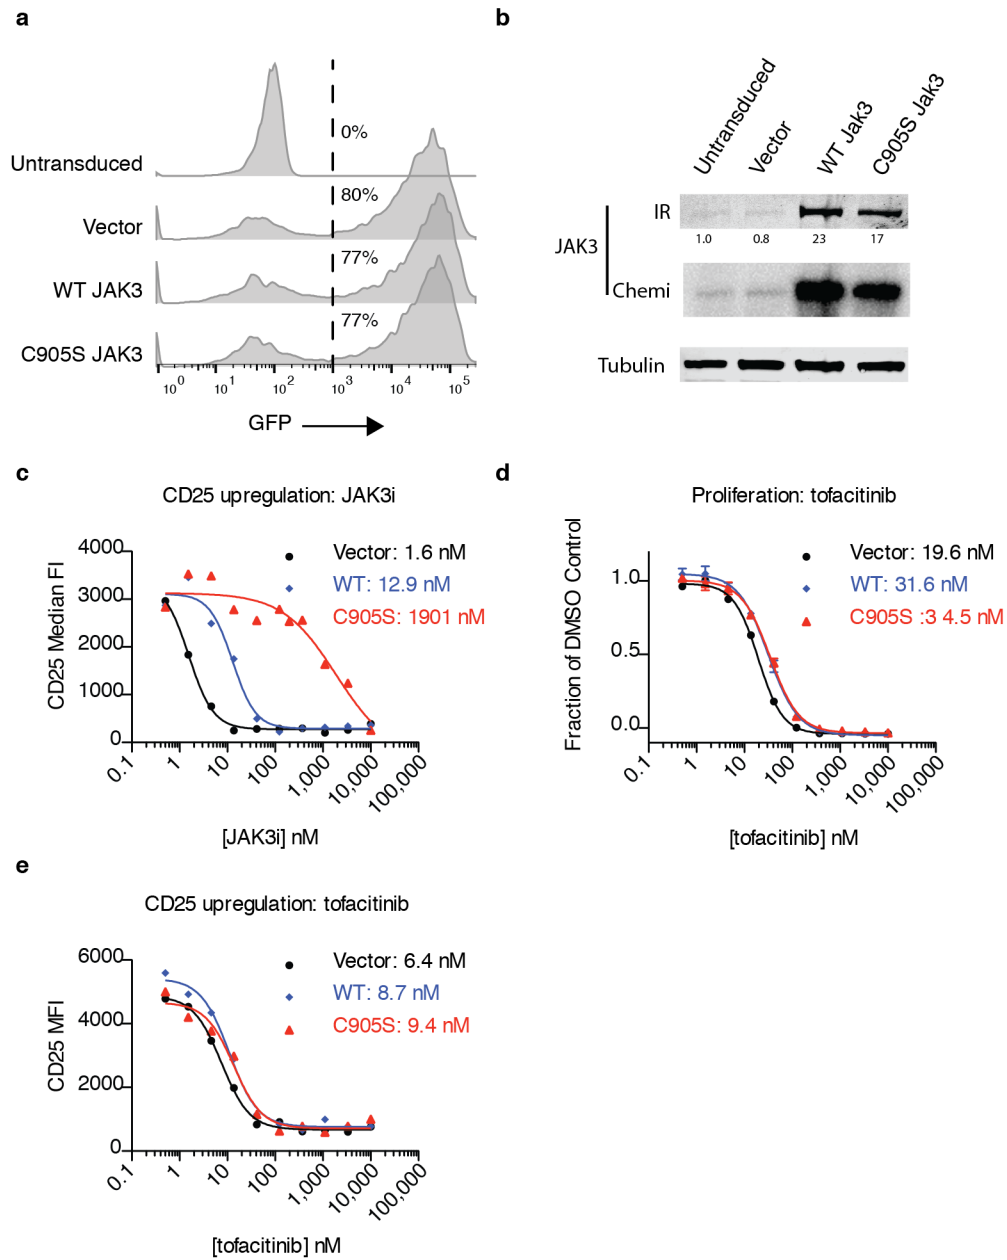 a
Untransduced
Vector
WT JAK3
C905S JAK3
0%
80%
77%
77%
10^0 10^1 10^2 10^3 10^4 10^5
GFP
b
Untransduced
Vector
WT Jak3
C905S Jak3
JAK3
IR
1.0 0.8 23 17
Chemi
Tubulin
c
CD25 upregulation: JAK3i
CD25 Median FI
4000
3000
2000
1000
0
Vector: 1.6 nM
WT: 12.9 nM
C905S: 1901 nM
0.1 1 10 100 1,000 10,000 100,000
[JAK3i] nM
d
Proliferation: tofacitinib
Fraction of DMSO Control
1.0
0.5
0.0
Vector: 19.6 nM
WT: 31.6 nM
C905S :3 4.5 nM
0.1 1 10 100 1,000 10,000 100,000
[tofacitinib] nM
e
CD25 upregulation: tofacitinib
CD25 MFI
6000
4000
2000
0
Vector: 6.4 nM
WT: 8.7 nM
C905S: 9.4 nM
0.1 1 10 100 1,000 10,000 100,000
[tofacitinib] nM